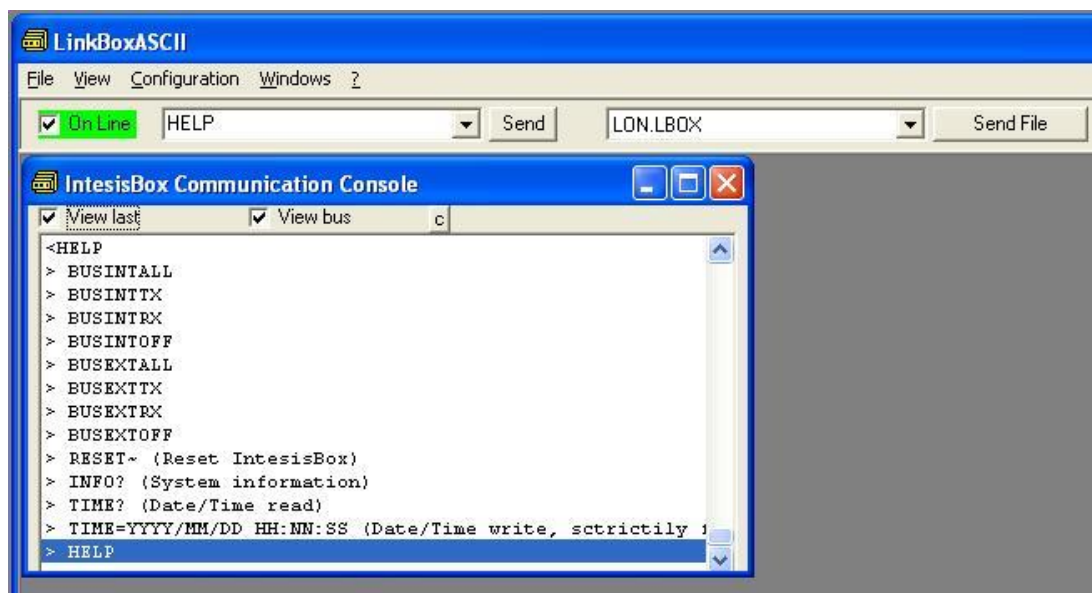 LinkBoxASCII
File View Configuration Windows ?
On Line HELP Send LON.LBOX Send File
IntesisBox Communication Console
View last View bus c
<HELP
> BUSINTALL
> BUSINTTX
> BUSINTRX
> BUSINTOFF
> BUSEXTALL
> BUSEXTTX
> BUSEXTRX
> BUSEXTOFF
> RESET~ (Reset IntesisBox)
> INFO? (System information)
> TIME? (Date/Time read)
> TIME=YYYY/MM/DD HH:NN:SS (Date/Time write, sctrictily
> HELP